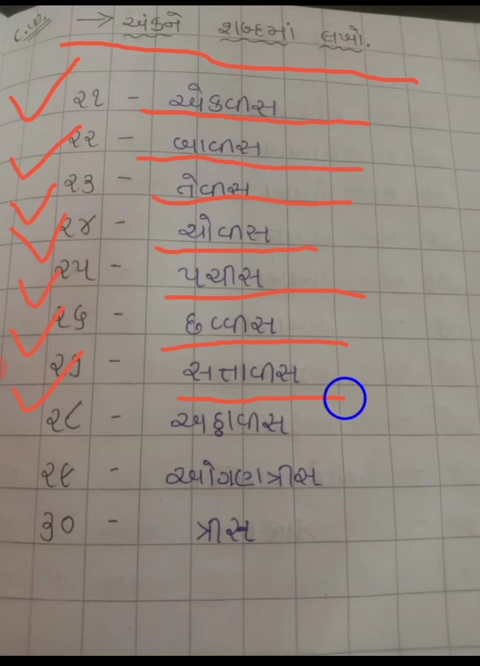 C.W. → અંકને શબ્દમાં લખો.
૨૧ - એકવીસ
૨૨ - બાવીસ
૨૩ - તેવીસ
૨૪ - ચોવીસ
૨૫ - પચીસ
૨૬ - છવ્વીસ
૨૭ - સત્તાવીસ
૨૮ - અઠ્ઠાવીસ
૨૯ - ઓગણત્રીસ
૩૦ - ત્રીસ